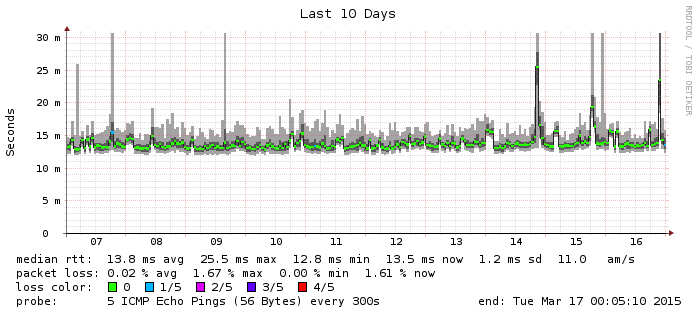 Last 10 Days
RRDTOOL / TOBI OETIKER
Seconds
30 m
25 m
20 m
15 m
10 m
5 m
0
07 08 09 10 11 12 13 14 15 16
median rtt: 13.8 ms avg 25.5 ms max 12.8 ms min 13.5 ms now 1.2 ms sd 11.0 am/s
packet loss: 0.02 % avg 1.67 % max 0.00 % min 1.61 % now
loss color: 0 1/5 2/5 3/5 4/5
probe: 5 ICMP Echo Pings (56 Bytes) every 300s end: Tue Mar 17 00:05:10 2015